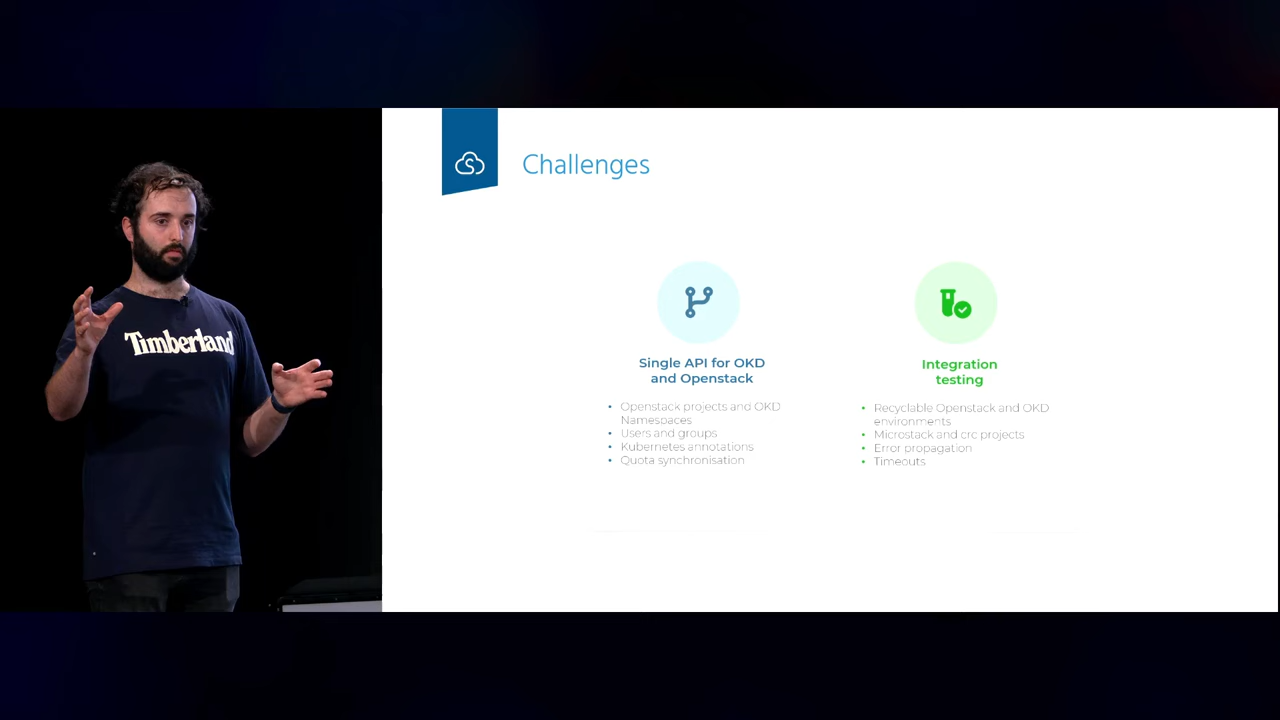 Timberland
Challenges
Single API for OKD
and Openstack
Openstack projects and OKD
Namespaces
Users and groups
Kubernetes annotations
Quota synchronisation
Integration
testing
Recyclable Openstack and OKD
environments
Microstack and crc projects
Error propagation
Timeouts